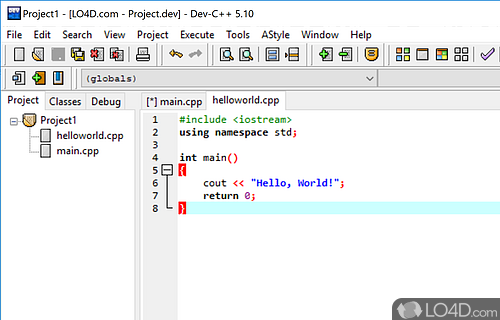 Project1 - [LO4D.com - Project.dev] - Dev-C++ 5.10
File Edit Search View Project Execute Tools AStyle Window Help
(globals)
Project Classes Debug
[*] main.cpp helloworld.cpp
Project1
helloworld.cpp
main.cpp
1 #include <iostream>
2 using namespace std;
3
4 int main()
5 {
6 cout << "Hello, World!";
7 return 0;
8 }
LO4D.com